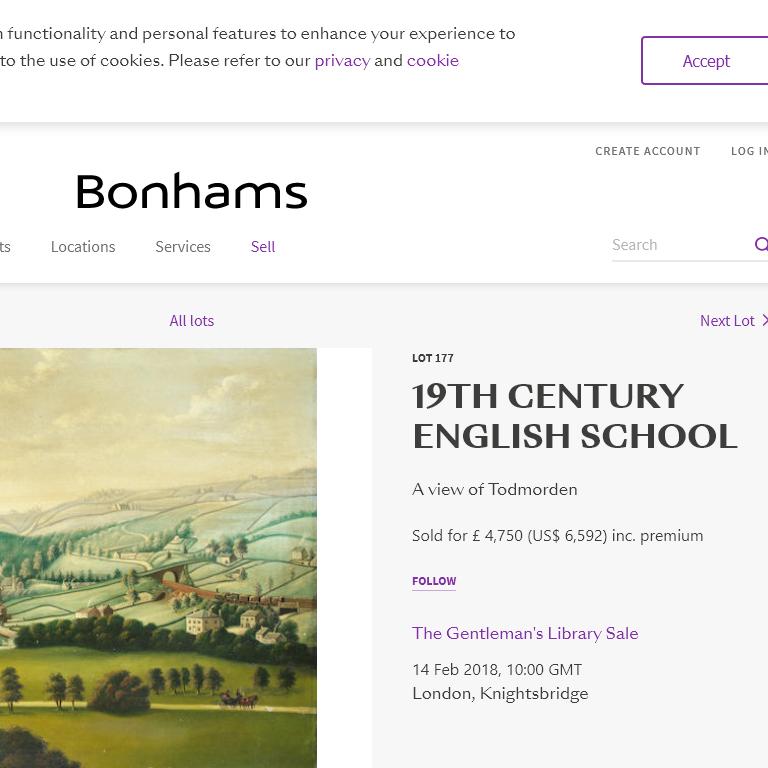 functionality and personal features to enhance your experience to
to the use of cookies. Please refer to our privacy and cookie
Accept
CREATE ACCOUNT LOG IN
Bonhams
Locations Services Sell
Search
All lots Next Lot
LOT 177
19TH CENTURY
ENGLISH SCHOOL
A view of Todmorden
Sold for £ 4,750 (US$ 6,592) inc. premium
FOLLOW
The Gentleman's Library Sale
14 Feb 2018, 10:00 GMT
London, Knightsbridge